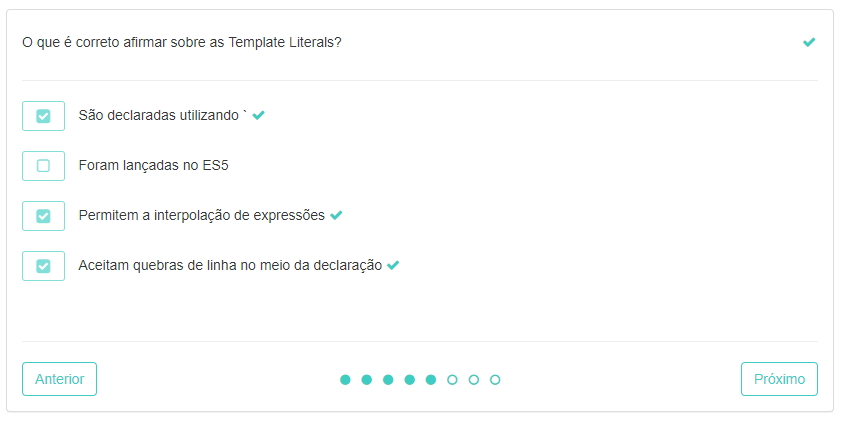 O que é correto afirmar sobre as Template Literals?
São declaradas utilizando `
Foram lançadas no ES5
Permitem a interpolação de expressões
Aceitam quebras de linha no meio da declaração
Anterior
Próximo